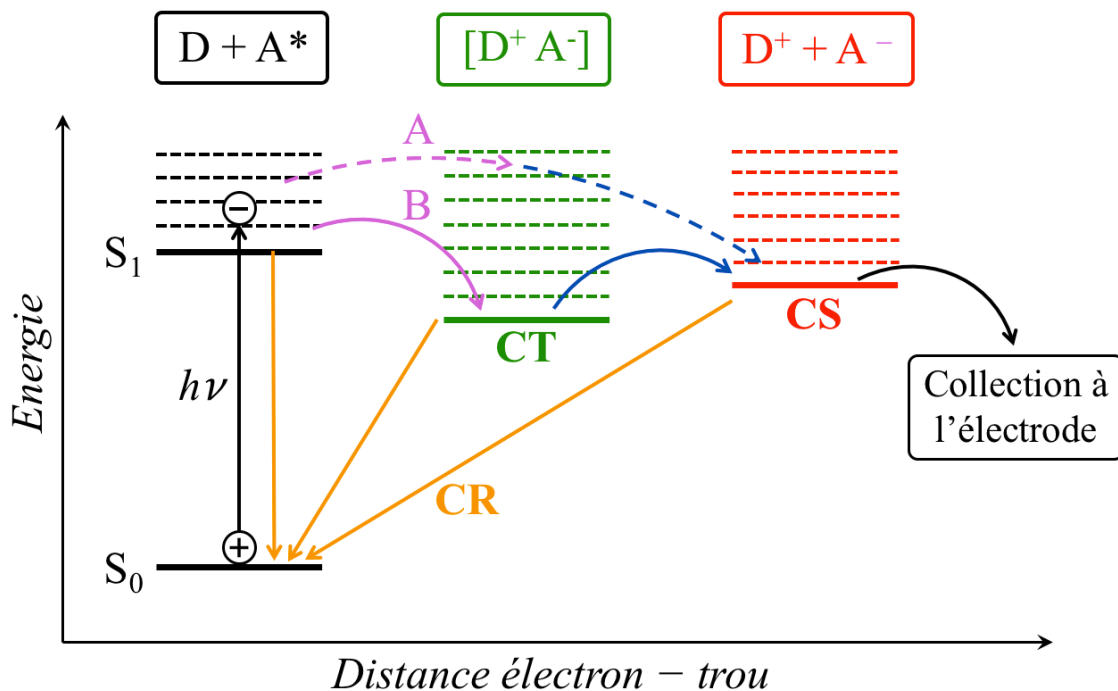 D + A*
[D⁺ A⁻]
D⁺ + A⁻
A
B
S₁
CT
CS
hν
Energie
Collection à
l'électrode
CR
S₀
Distance électron – trou